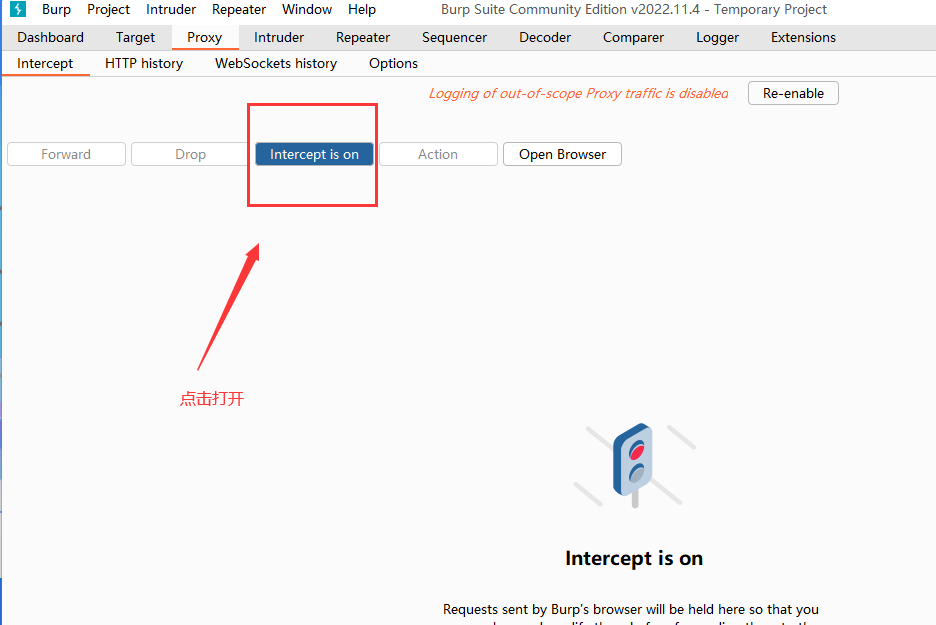 Burp Project Intruder Repeater Window Help Burp Suite Community Edition v2022.11.4 - Temporary Project
Dashboard Target Proxy Intruder Repeater Sequencer Decoder Comparer Logger Extensions
Intercept HTTP history WebSockets history Options
Logging of out-of-scope Proxy traffic is disabled Re-enable
Forward Drop Intercept is on Action Open Browser
点击打开
Intercept is on
Requests sent by Burp's browser will be held here so that you